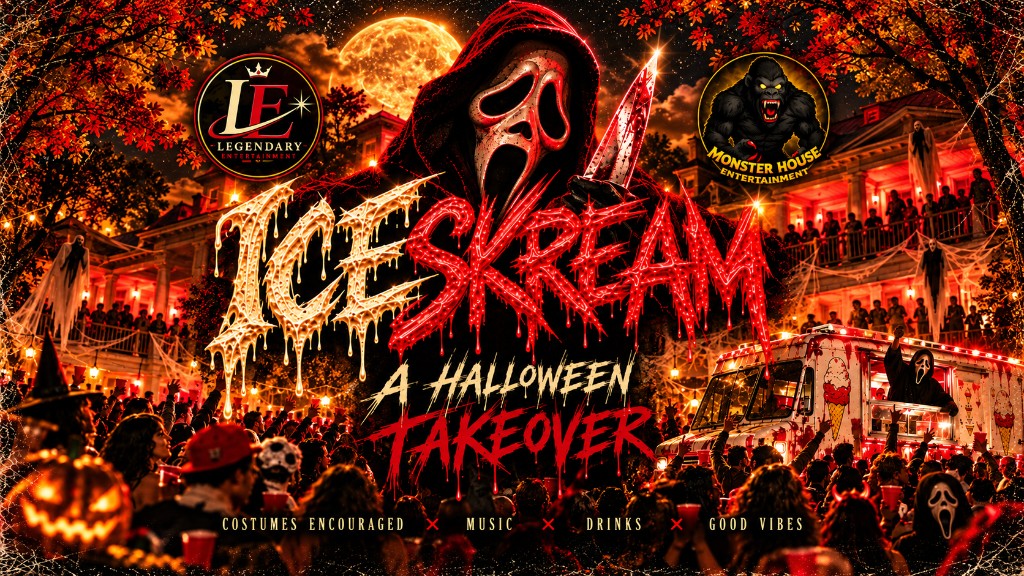 LE
LEGENDARY
ENTERTAINMENT
MONSTER HOUSE
ENTERTAINMENT
ICE SKREAM
A HALLOWEEN
TAKEOVER
COSTUMES ENCOURAGED × MUSIC × DRINKS × GOOD VIBES